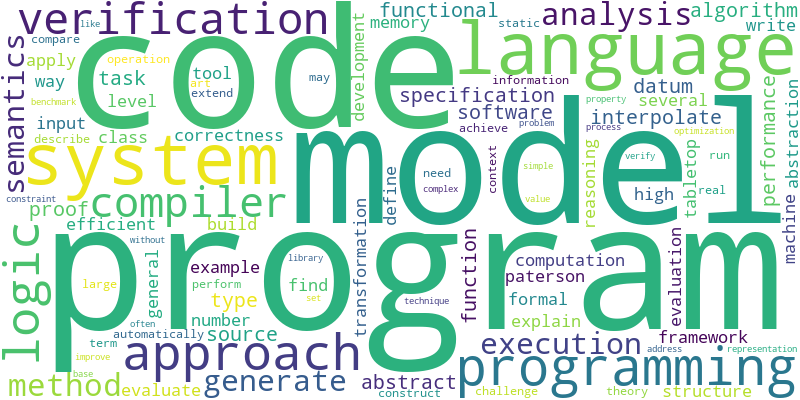 verification
like
functional
analysis
algorithm
compare
code
memory
language
static
write
apply
operation
information
way
task
tool
may
development
semantics
art
extend
benchmark
level
specification
datum
property
several
input
class
correctness
software
interpolate
describe
achieve
problem
process
optimization
performance
abstraction
system
model
need
context
simple
verify
run
constraint
complex
value
high
reasoning
tabletop
real
machine
proof
compiler
define
efficient
build
logic
program
without
library
general
example
transformation
function
computation
evaluation
large
perform
find
paterson
type
set
technique
formal
number
often
automatically
source
explain
framework
term
approach
execution
address
representation
improve
base
programming
method
evaluate
generate
abstract
construct
challenge
theory
structure